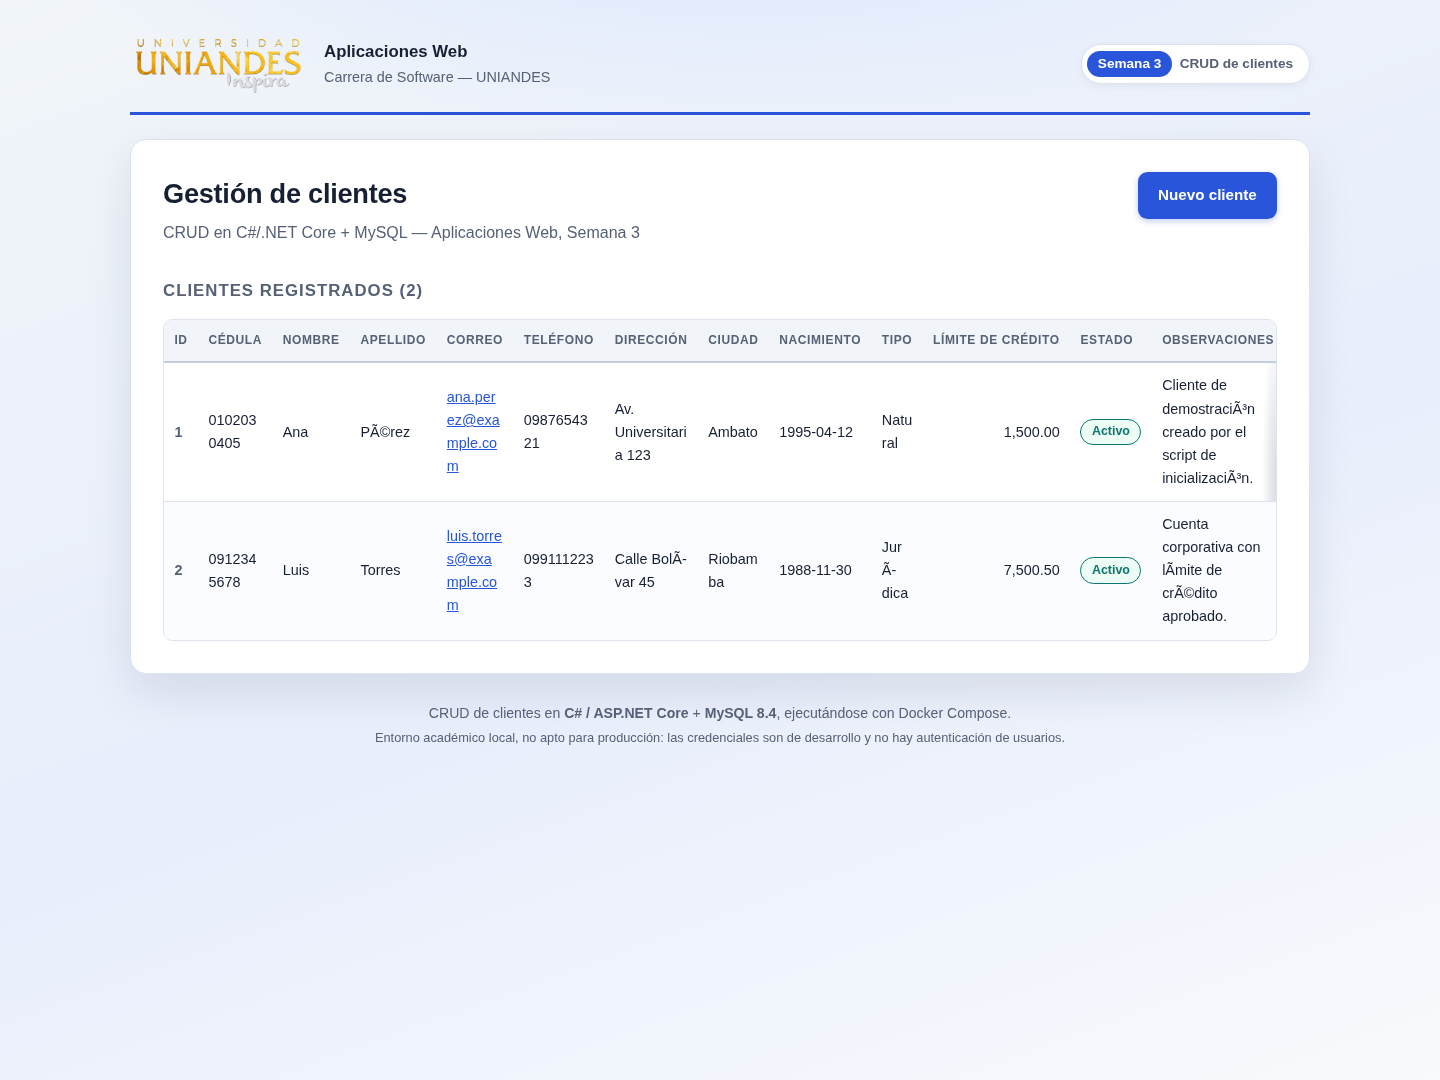 UNIVERSIDAD
UNIANDES
Inspira
Aplicaciones Web
Carrera de Software — UNIANDES
Semana 3 CRUD de clientes
Gestión de clientes
Nuevo cliente
CRUD en C#/.NET Core + MySQL — Aplicaciones Web, Semana 3
CLIENTES REGISTRADOS (2)
ID CÉDULA NOMBRE APELLIDO CORREO TELÉFONO DIRECCIÓN CIUDAD NACIMIENTO TIPO LÍMITE DE CRÉDITO ESTADO OBSERVACIONES
1
010203
0405
Ana
PÃ©rez
ana.per
ez@exa
mple.co
m
09876543
21
Av.
Universitari
a 123
Ambato
1995-04-12
Natu
ral
1,500.00
Activo
Cliente de
demostraciÃ³n
creado por el
script de
inicializaciÃ³n.
2
091234
5678
Luis
Torres
luis.torre
s@exa
mple.co
m
099111223
3
Calle BolÃ-
var 45
Riobam
ba
1988-11-30
Jur
Ã-
dica
7,500.50
Activo
Cuenta
corporativa con
lÃmite de
crÃ©dito
aprobado.
CRUD de clientes en C# / ASP.NET Core + MySQL 8.4, ejecutándose con Docker Compose.
Entorno académico local, no apto para producción: las credenciales son de desarrollo y no hay autenticación de usuarios.